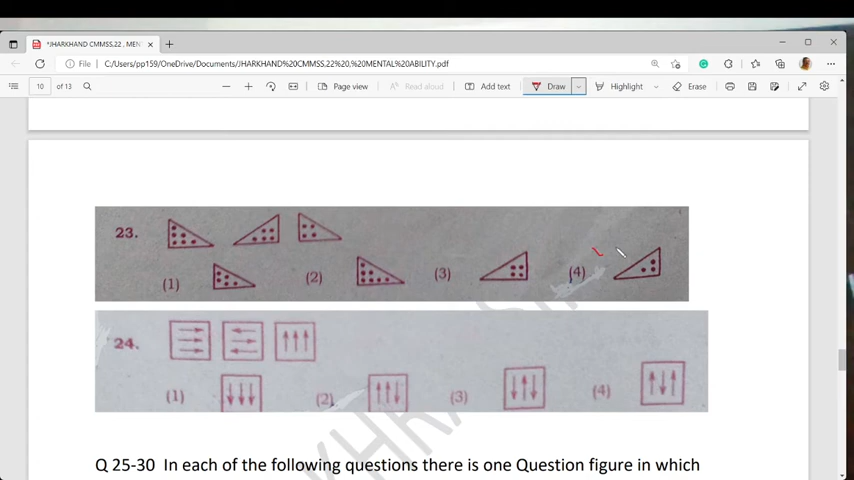 *JHARKHAND CMMSS,22 , MEN
File C:/Users/pp159/OneDrive/Documents/JHARKHAND%20CMMSS,22%20,%20MENTAL%20ABILITY.pdf
10 of 13 Page view Read aloud Add text Draw Highlight Erase
23.
(1) (2) (3) (4)
24.
(1) (2) (3) (4)
Q 25-30 In each of the following questions there is one Question figure in which